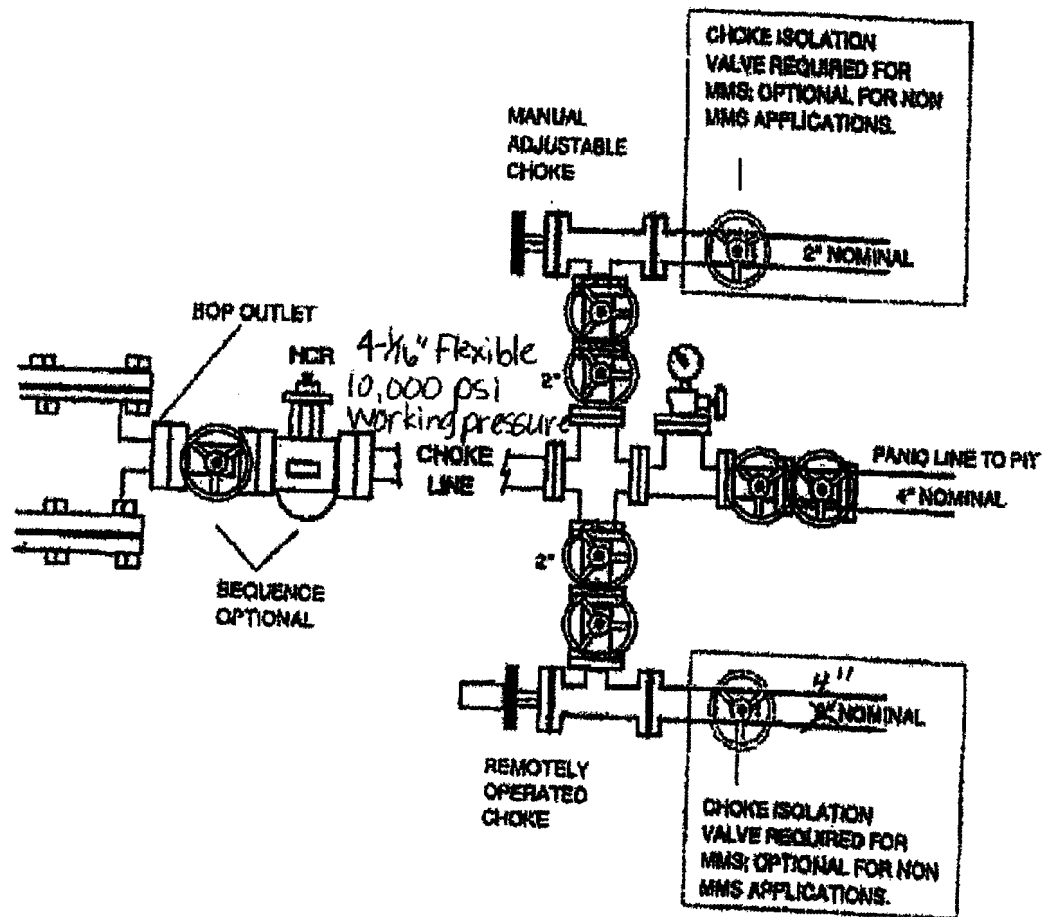 CHOKE ISOLATION
VALVE REQUIRED FOR
MMS; OPTIONAL FOR NON
MMS APPLICATIONS.
MANUAL
ADJUSTABLE
CHOKE
2" NOMINAL
BOP OUTLET
HCR
4-1/16" Flexible
10,000 psi
Working pressure
2"
CHOKE
LINE
PANIC LINE TO PIT
4" NOMINAL
2"
SEQUENCE
OPTIONAL
4"
NOMINAL
REMOTELY
OPERATED
CHOKE
CHOKE ISOLATION
VALVE REQUIRED FOR
MMS; OPTIONAL FOR NON
MMS APPLICATIONS.